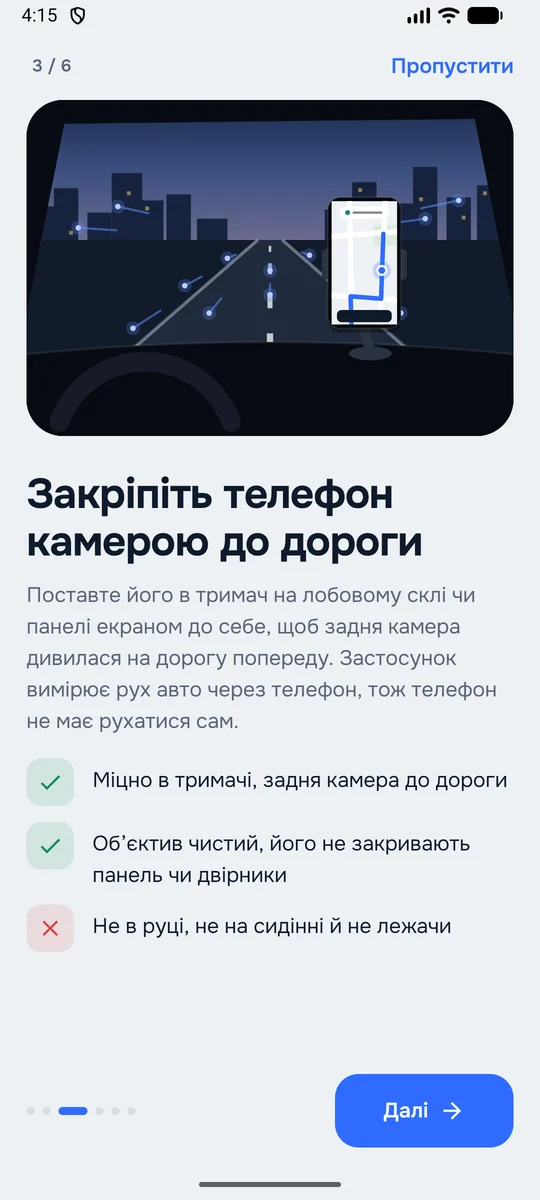 4:15
3 / 6
Пропустити
Закріпіть телефон
камерою до дороги
Поставте його в тримач на лобовому склі чи
панелі екраном до себе, щоб задня камера
дивилася на дорогу попереду. Застосунок
вимірює рух авто через телефон, тож телефон
не має рухатися сам.
Міцно в тримачі, задня камера до дороги
Об’єктив чистий, його не закривають
панель чи двірники
Не в руці, не на сидінні й не лежачи
Далі